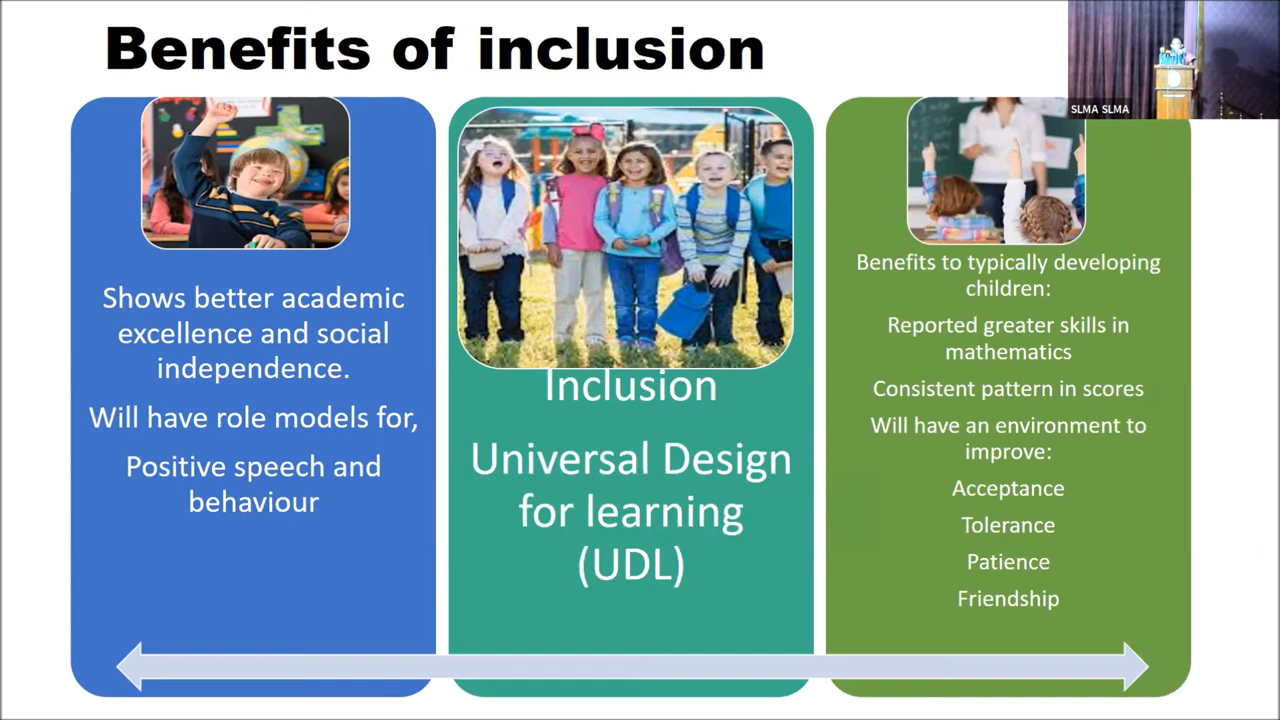 Benefits of inclusion
SLMA SLMA
Shows better academic
excellence and social
independence.
Will have role models for,
Positive speech and
behaviour
Inclusion
Universal Design
for learning
(UDL)
Benefits to typically developing
children:
Reported greater skills in
mathematics
Consistent pattern in scores
Will have an environment to
improve:
Acceptance
Tolerance
Patience
Friendship